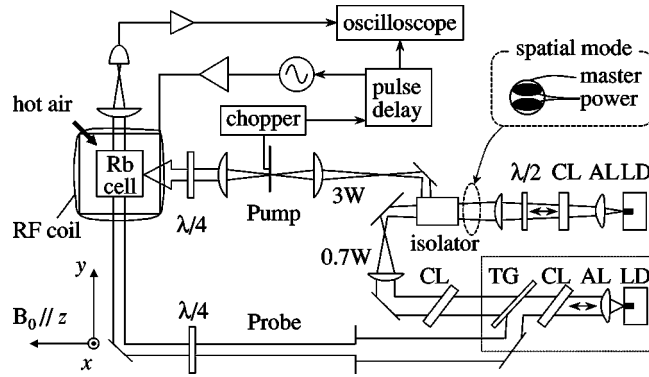 oscilloscope
spatial mode
master
power
pulse
delay
chopper
hot air
Rb
cell
RF coil
λ/4
Pump
3W
isolator
λ/2
CL
AL
LD
0.7W
CL
TG
CL
AL
LD
y
B₀ // z
x
λ/4
Probe